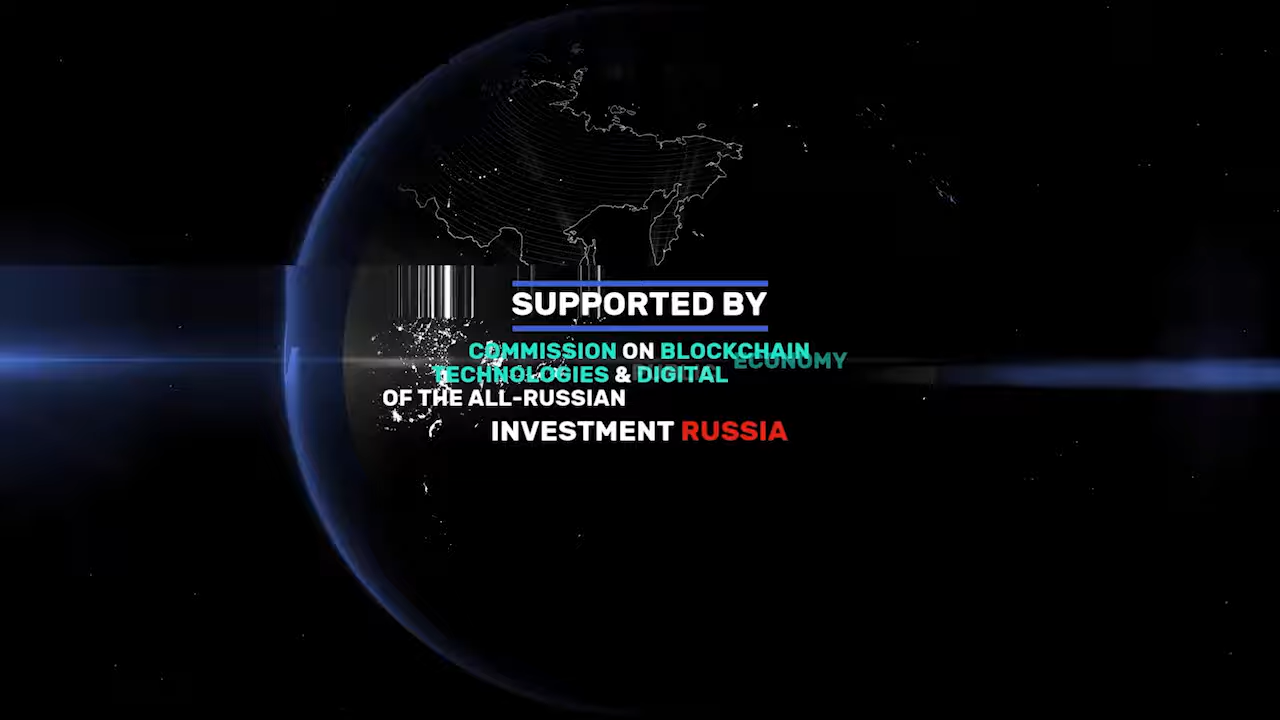 SUPPORTED BY
COMMISSION ON BLOCKCHAIN
ECONOMY
TECHNOLOGIES & DIGITAL
OF THE ALL-RUSSIAN
INVESTMENT RUSSIA